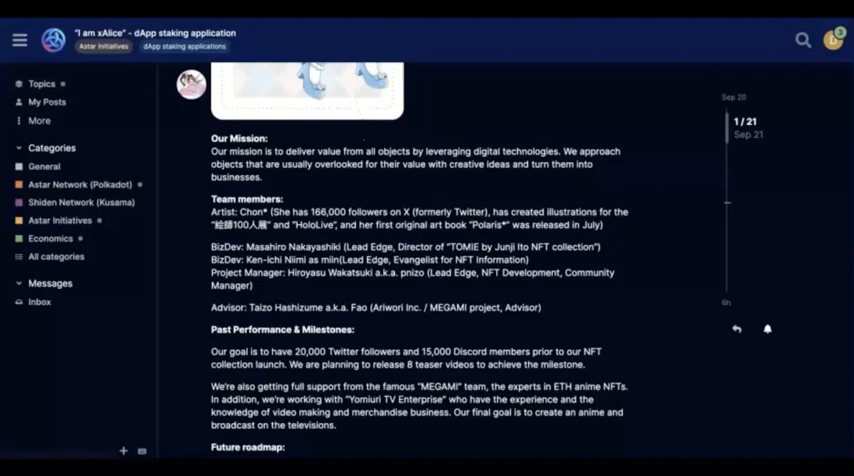 "I am xAlice" - dApp staking application
Astar Initiatives
dApp staking applications
3
D
Topics
My Posts
More
Categories
General
Astar Network (Polkadot)
Shiden Network (Kusama)
Astar Initiatives
Economics
All categories
Messages
Inbox
Our Mission:
Our mission is to deliver value from all objects by leveraging digital technologies. We approach
objects that are usually overlooked for their value with creative ideas and turn them into
businesses.
Team members:
Artist: Chon* (She has 166,000 followers on X (formerly Twitter), has created illustrations for the
"絵師100人展" and "HoloLive", and her first original art book "Polaris*" was released in July)
BizDev: Masahiro Nakayashiki (Lead Edge, Director of "TOMIE by Junji Ito NFT collection")
BizDev: Ken-ichi Niimi as miin(Lead Edge, Evangelist for NFT Information)
Project Manager: Hiroyasu Wakatsuki a.k.a. pnizo (Lead Edge, NFT Development, Community
Manager)
Advisor: Taizo Hashizume a.k.a. Fao (Ariwori Inc. / MEGAMI project, Advisor)
Past Performance & Milestones:
Our goal is to have 20,000 Twitter followers and 15,000 Discord members prior to our NFT
collection launch. We are planning to release 8 teaser videos to achieve the milestone.
We're also getting full support from the famous "MEGAMI" team, the experts in ETH anime NFTs.
In addition, we're working with "Yomiuri TV Enterprise" who have the experience and the
knowledge of video making and merchandise business. Our final goal is to create an anime and
broadcast on the televisions.
Future roadmap:
Sep 20
1 / 21
Sep 21
6h